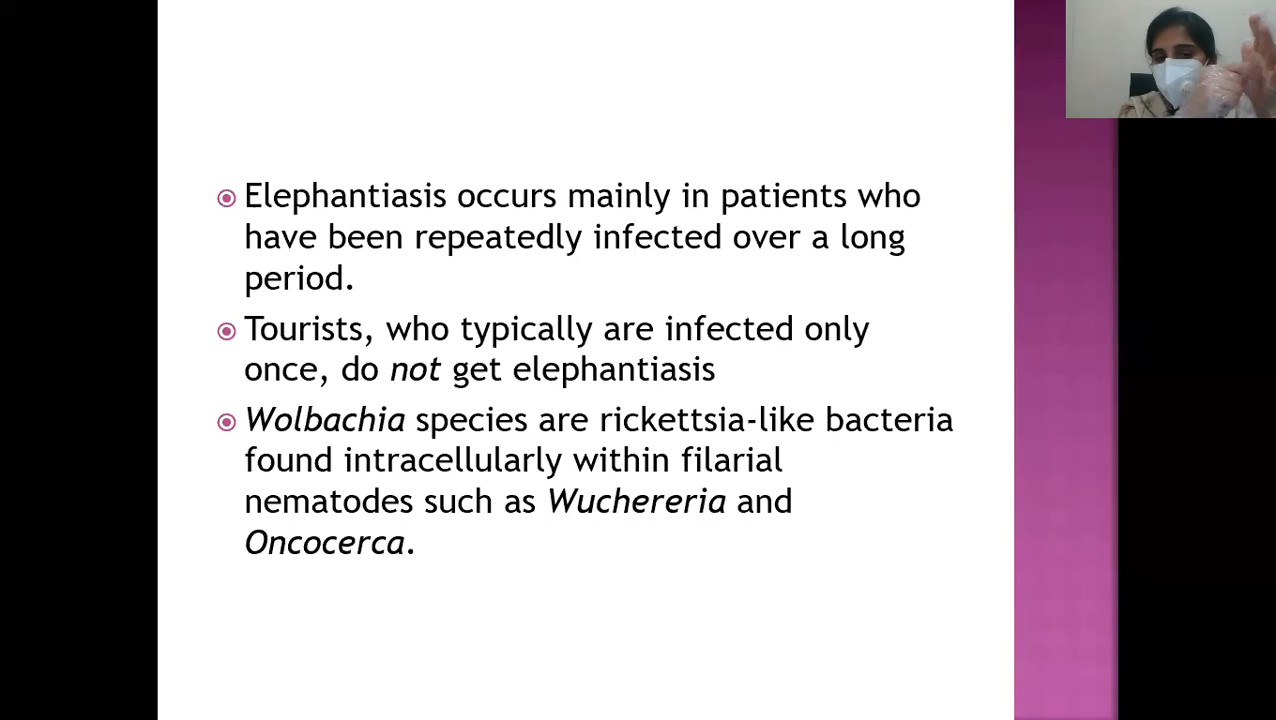 Elephantiasis occurs mainly in patients who
have been repeatedly infected over a long
period.
Tourists, who typically are infected only
once, do not get elephantiasis
Wolbachia species are rickettsia-like bacteria
found intracellularly within filarial
nematodes such as Wuchereria and
Oncocerca.